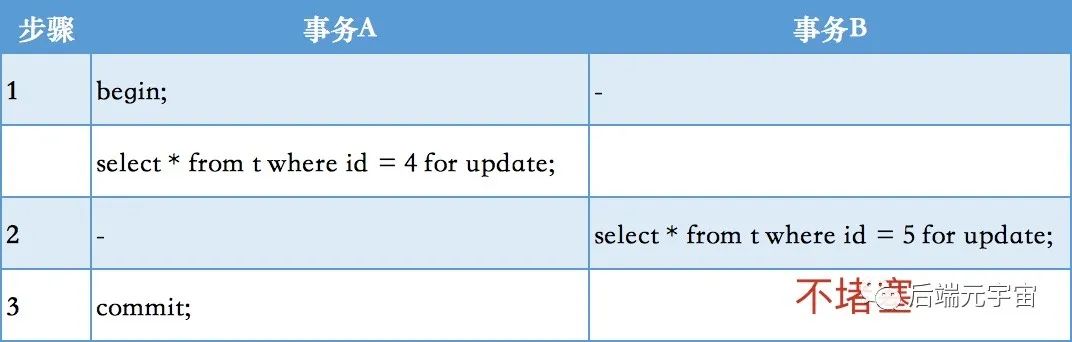 步骤 事务A 事务B
1 begin; -
select * from t where id = 4 for update;
2 - select * from t where id = 5 for update;
3 commit; 不堵塞
后端元宇宙